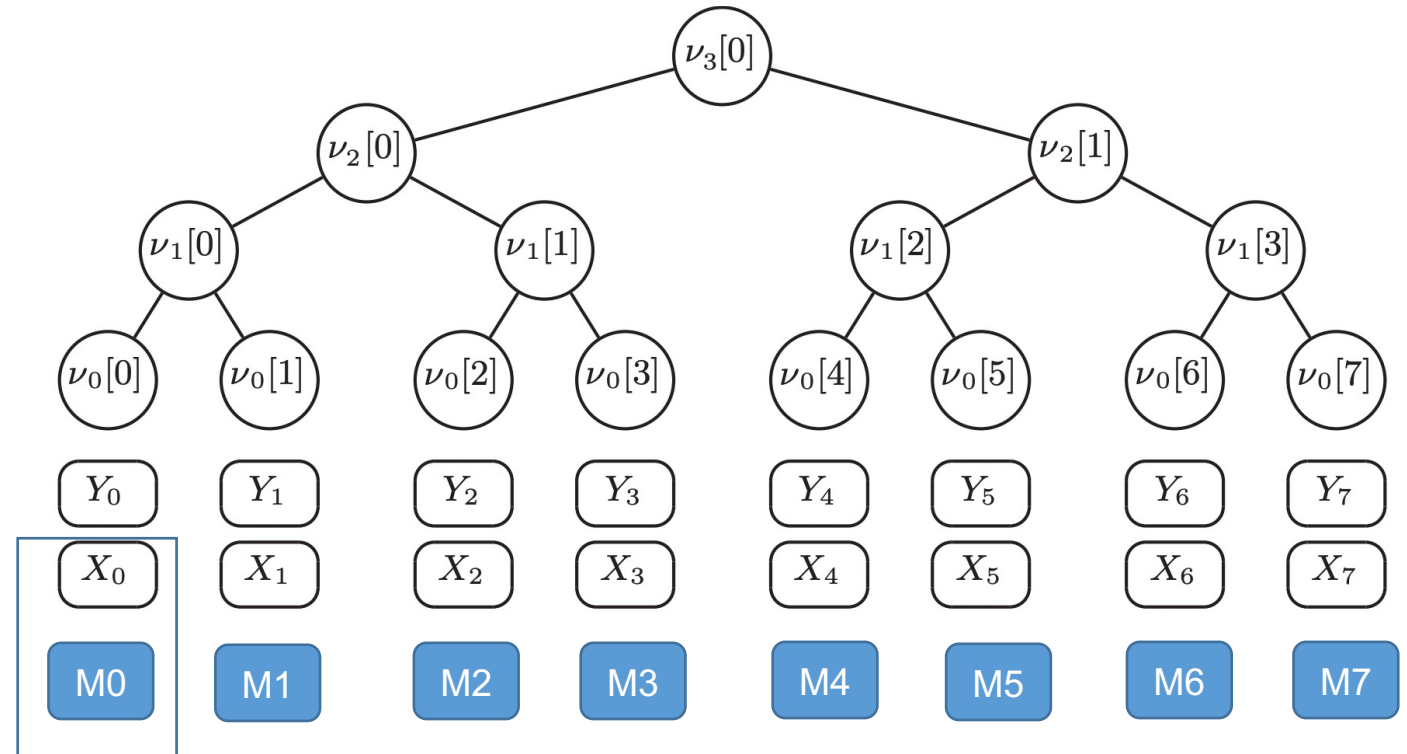 ν₃[0]
ν₂[0] ν₂[1]
ν₁[0] ν₁[1] ν₁[2] ν₁[3]
ν₀[0] ν₀[1] ν₀[2] ν₀[3] ν₀[4] ν₀[5] ν₀[6] ν₀[7]
Y₀ Y₁ Y₂ Y₃ Y₄ Y₅ Y₆ Y₇
X₀ X₁ X₂ X₃ X₄ X₅ X₆ X₇
M0 M1 M2 M3 M4 M5 M6 M7